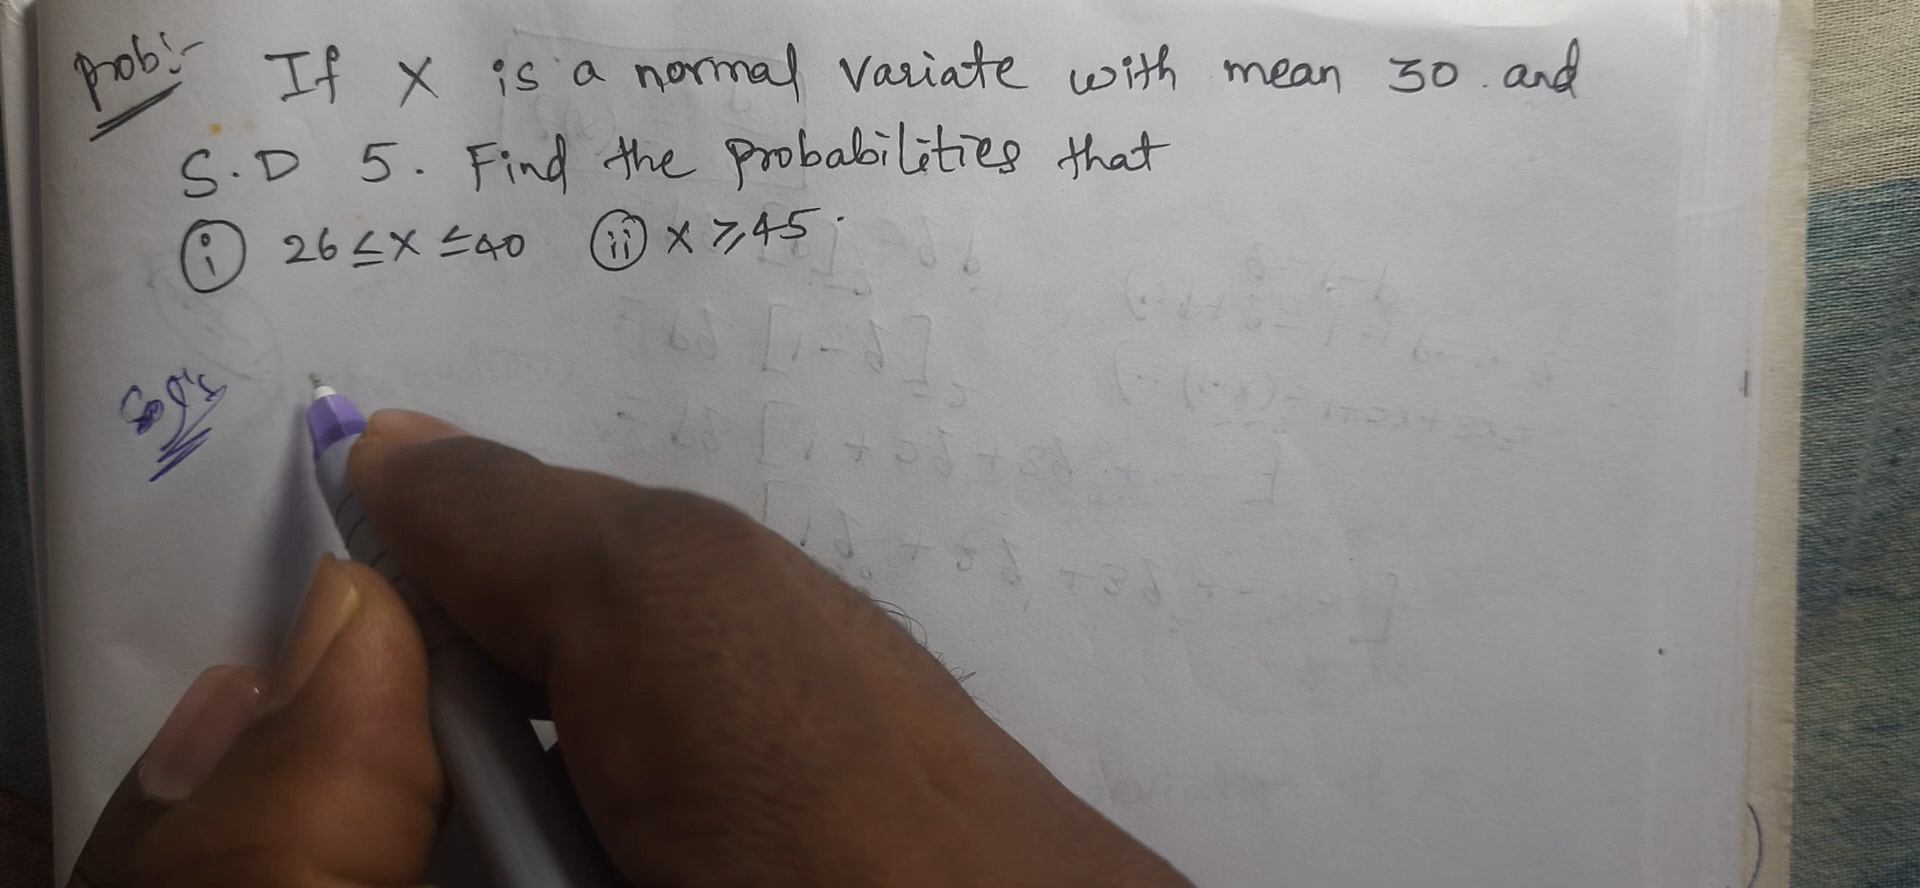 Prob:- If X is a normal variate with mean 30 and
S.D 5. Find the probabilities that
(i) 26 ≤ X ≤ 40 (ii) X ≥ 45.
Sol: